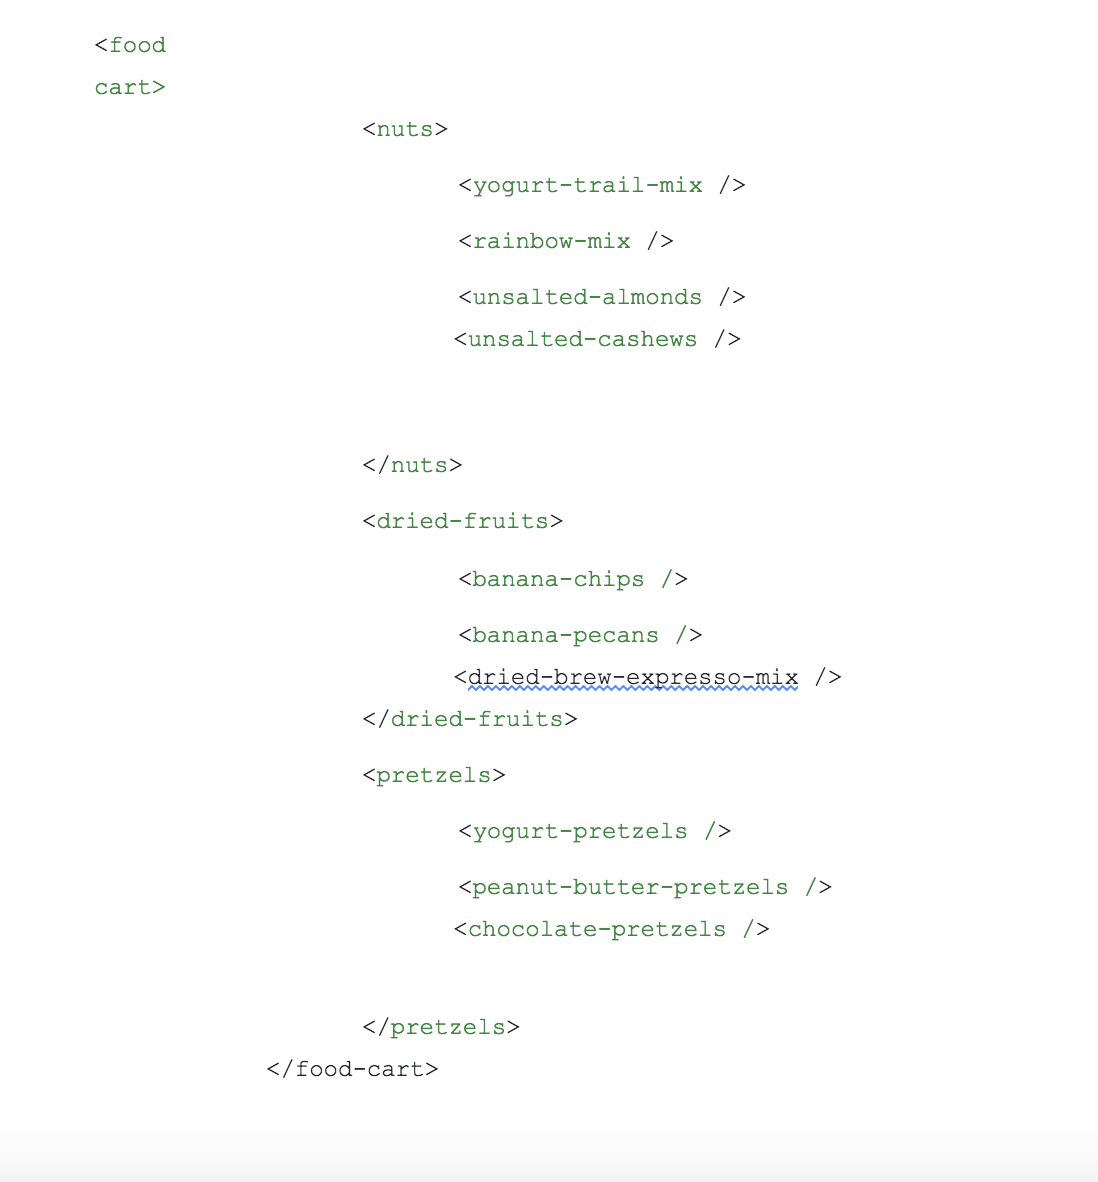 <food
cart>
<nuts>
<yogurt-trail-mix />
<rainbow-mix />
<unsalted-almonds />
<unsalted-cashews />
</nuts>
<dried-fruits>
<banana-chips />
<banana-pecans />
<dried-brew-expresso-mix />
</dried-fruits>
<pretzels>
<yogurt-pretzels />
<peanut-butter-pretzels />
<chocolate-pretzels />
</pretzels>
</food-cart>